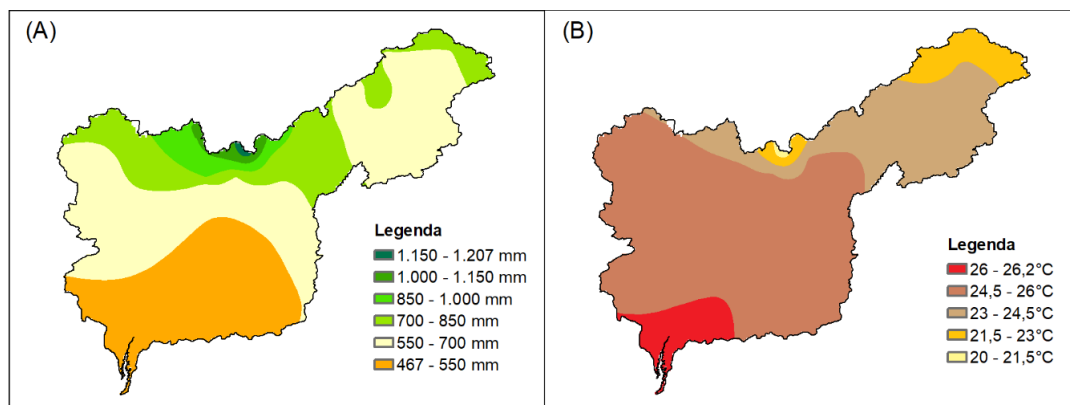 (A)
Legenda
1.150 - 1.207 mm
1.000 - 1.150 mm
850 - 1.000 mm
700 - 850 mm
550 - 700 mm
467 - 550 mm
(B)
Legenda
26 - 26,2°C
24,5 - 26°C
23 - 24,5°C
21,5 - 23°C
20 - 21,5°C